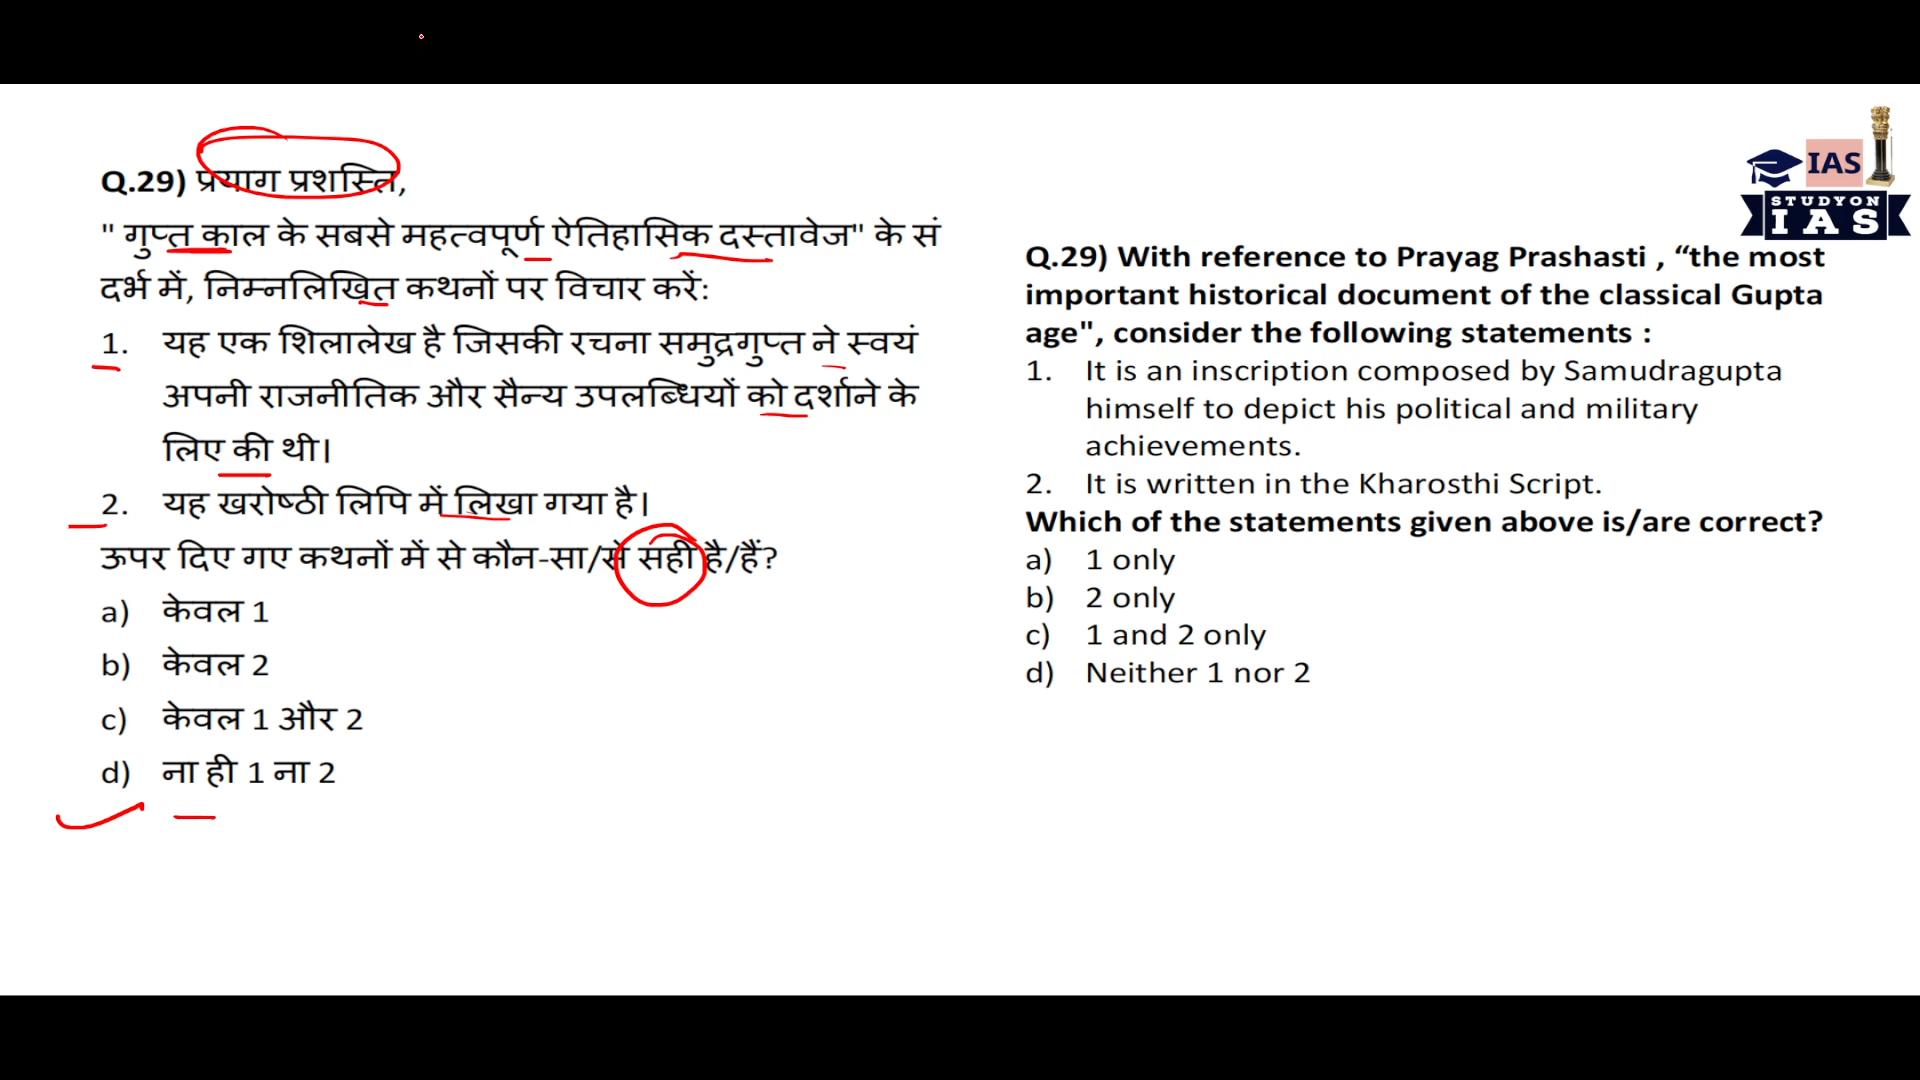 Q.29) प्रयाग प्रशस्ति,
" गुप्त काल के सबसे महत्वपूर्ण ऐतिहासिक दस्तावेज" के सं
दर्भ में, निम्नलिखित कथनों पर विचार करें:
1. यह एक शिलालेख है जिसकी रचना समुद्रगुप्त ने स्वयं
अपनी राजनीतिक और सैन्य उपलब्धियों को दर्शाने के
लिए की थी।
2. यह खरोष्ठी लिपि में लिखा गया है।
ऊपर दिए गए कथनों में से कौन-सा/से सही है/हैं?
a) केवल 1
b) केवल 2
c) केवल 1 और 2
d) ना ही 1 ना 2
IAS
STUDYON
IAS
Q.29) With reference to Prayag Prashasti , “the most
important historical document of the classical Gupta
age", consider the following statements :
1. It is an inscription composed by Samudragupta
himself to depict his political and military
achievements.
2. It is written in the Kharosthi Script.
Which of the statements given above is/are correct?
a) 1 only
b) 2 only
c) 1 and 2 only
d) Neither 1 nor 2